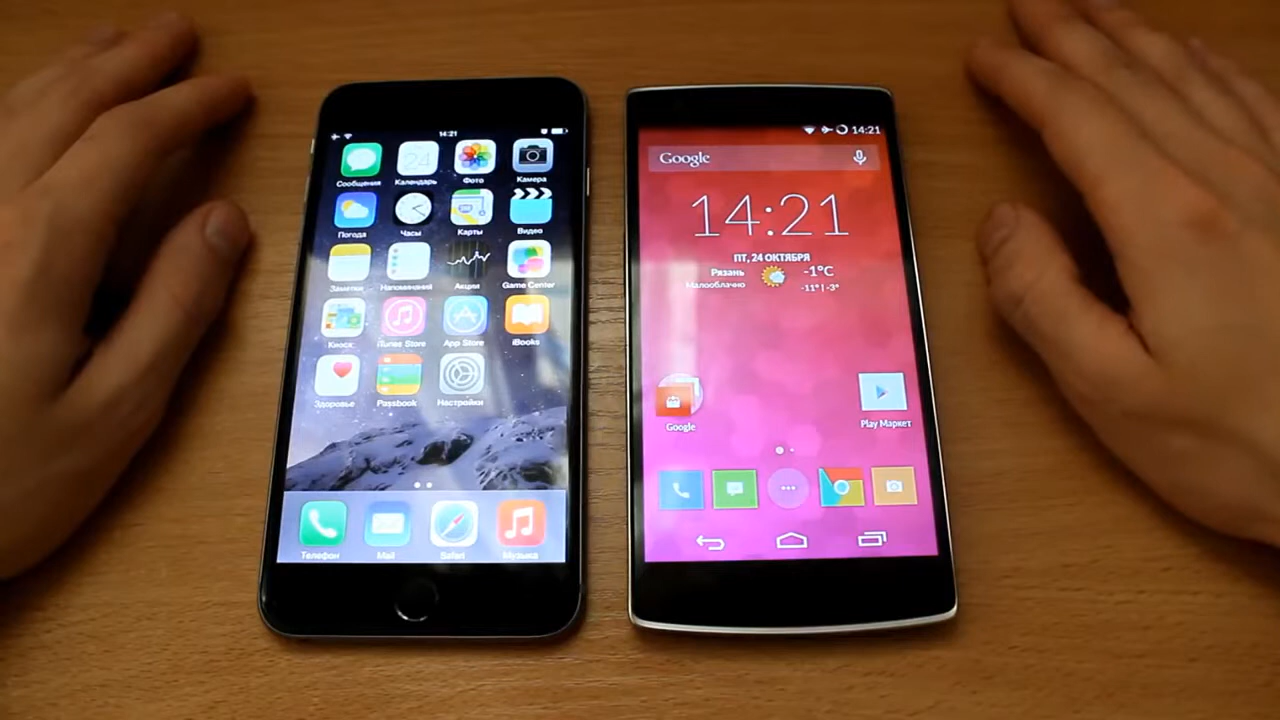 14:21
24
Сообщения Календарь Фото Камера
Погода Часы Карты Видео
Заметки Напоминания Акции Game Center
Киоск iTunes Store App Store iBooks
Здоровье Passbook Настройки
Телефон Mail Safari Музыка
14:21
Google
14:21
ПТ, 24 ОКТЯБРЯ
Рязань -1°C
Малооблачно -11° | -3°
Google Play Маркет